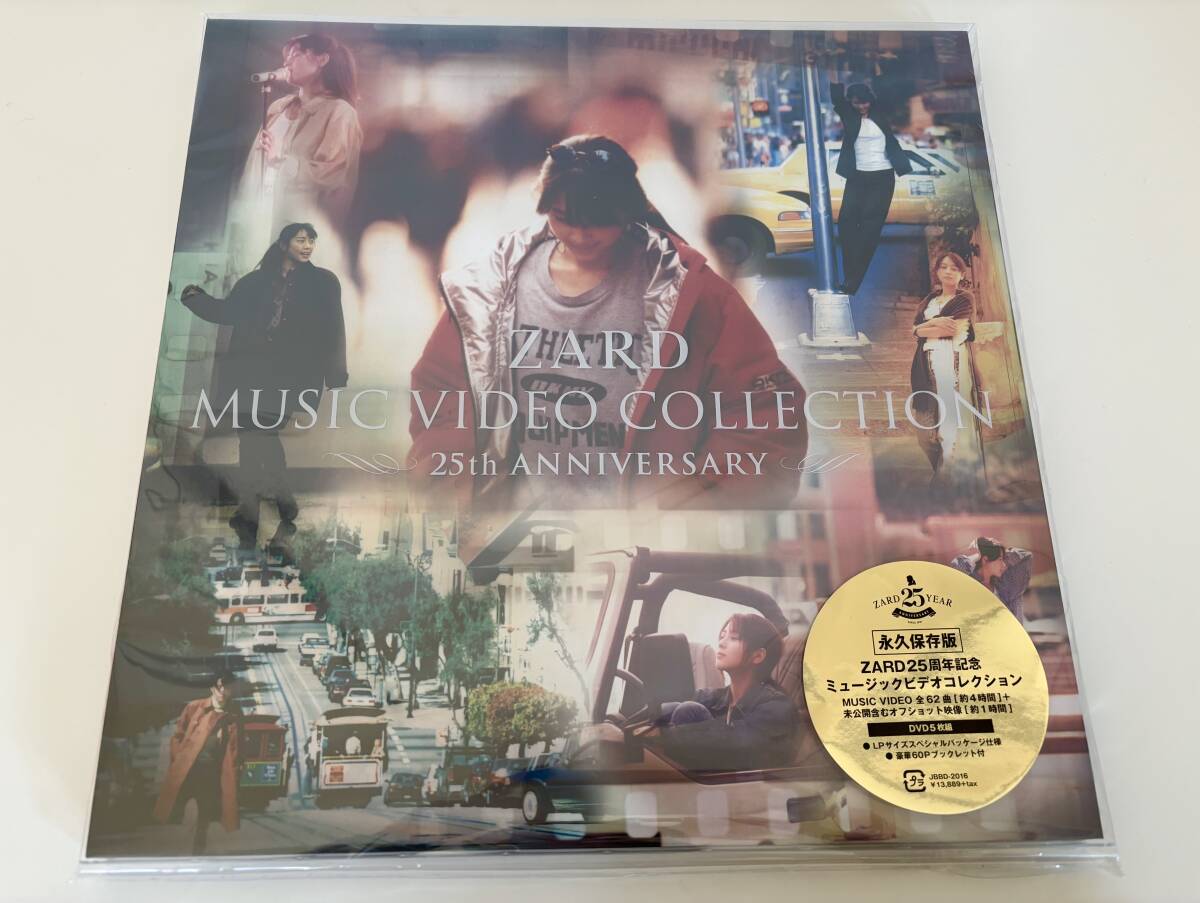 ZARD
MUSIC VIDEO COLLECTION
25th ANNIVERSARY
DKNY
ZARD 25 YEAR
ANNIVERSARY
永久保存版
ZARD25周年記念
ミュージックビデオコレクション
MUSIC VIDEO 全62曲[約4時間]+
未公開含むオフショット映像[約1時間]
DVD5枚組
●LPサイズスペシャルパッケージ仕様
●豪華60Pブックレット付
プラ
JBBD-2016
¥13,889+tax